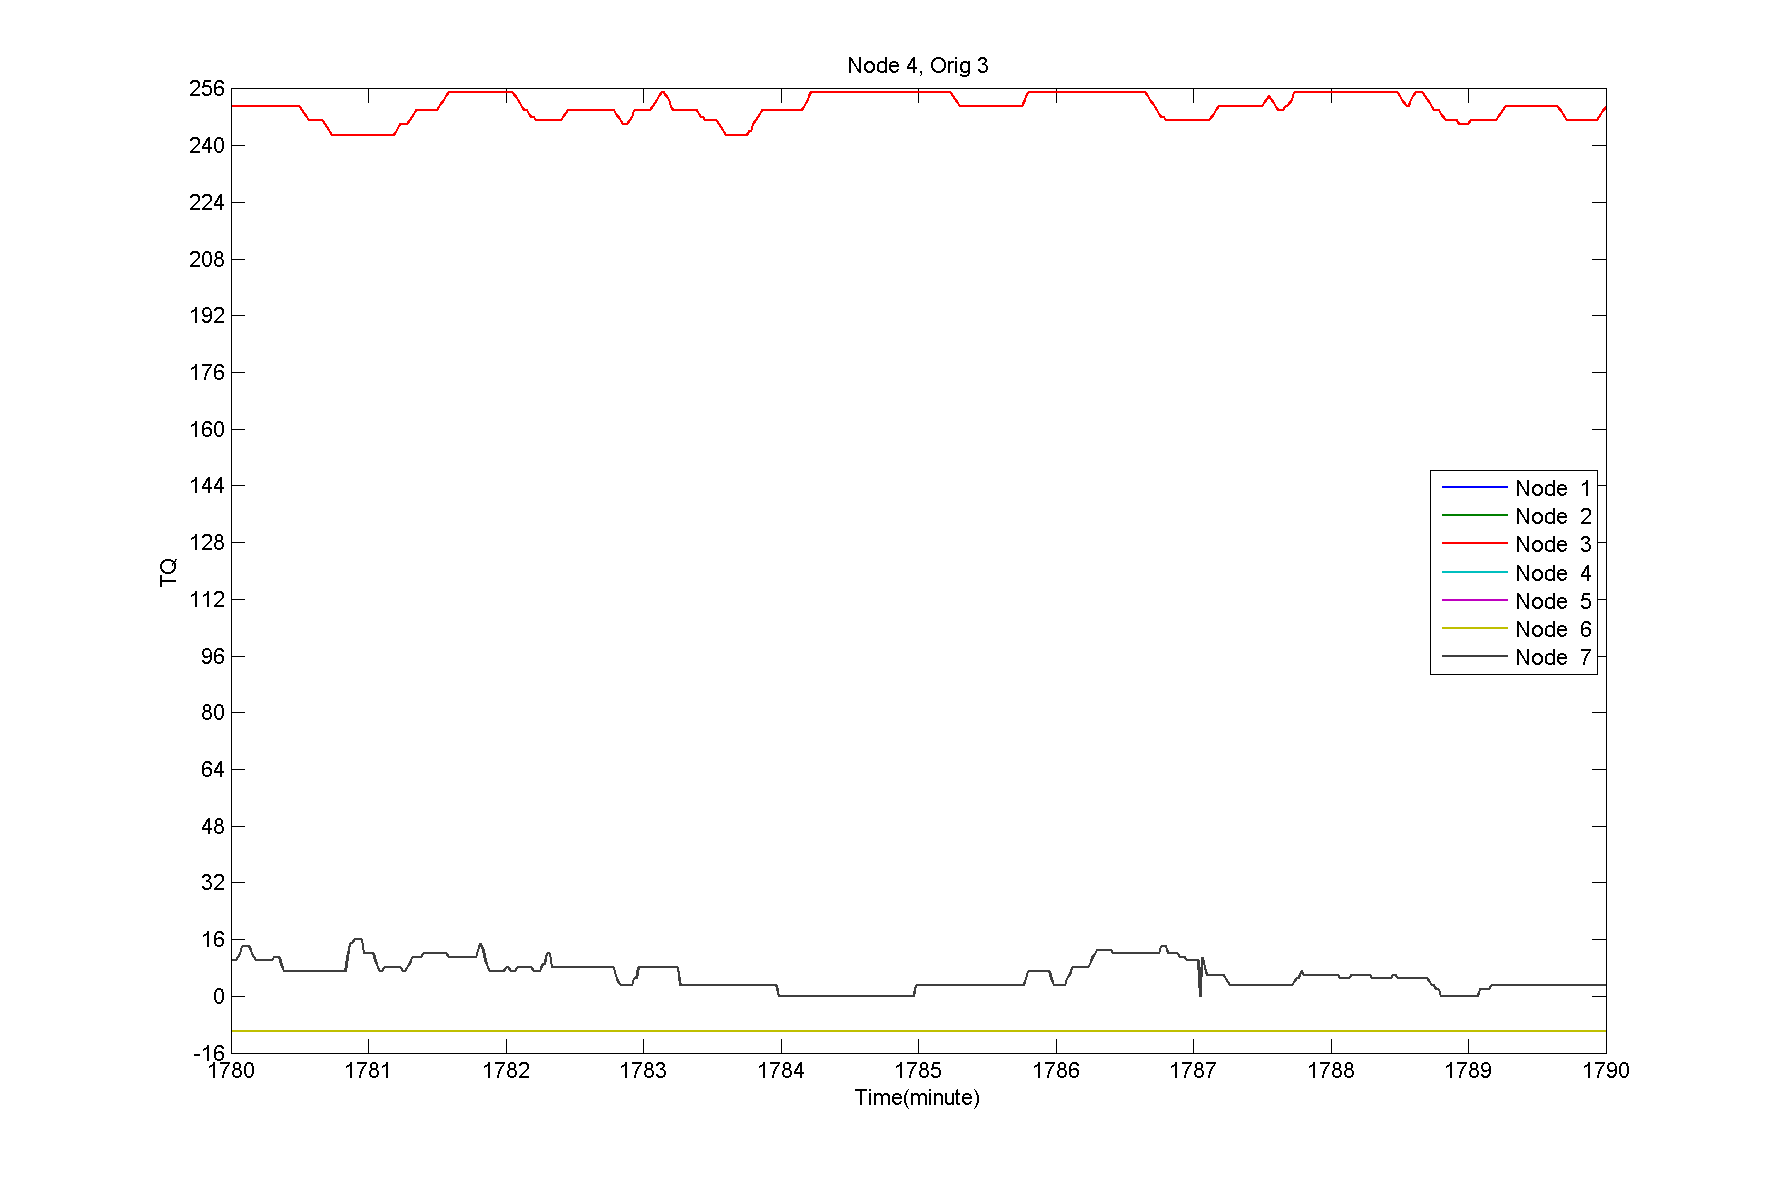 Node 4, Orig 3
256
240
224
208
192
176
160
144
128
112
96
80
64
48
32
16
0
-16
TQ
Node 1
Node 2
Node 3
Node 4
Node 5
Node 6
Node 7
1780 1781 1782 1783 1784 1785 1786 1787 1788 1789 1790
Time(minute)